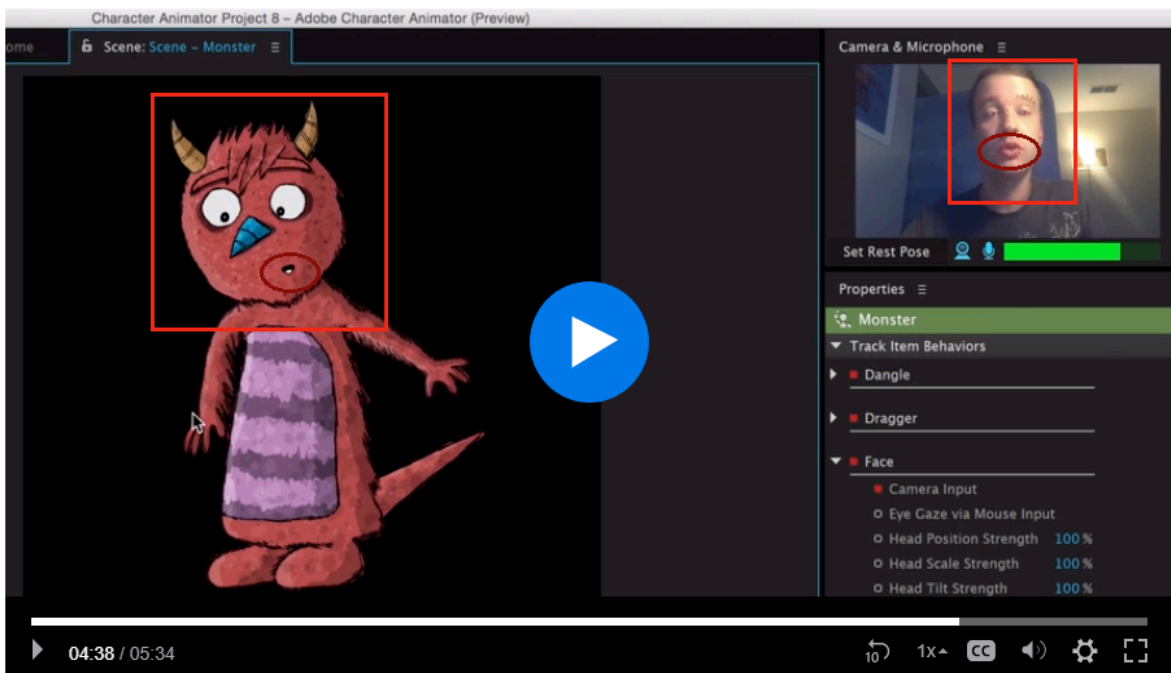 Character Animator Project 8 – Adobe Character Animator (Preview)
ome
Scene: Scene – Monster
Camera & Microphone
Set Rest Pose
Properties
Monster
Track Item Behaviors
Dangle
Dragger
Face
Camera Input
Eye Gaze via Mouse Input
Head Position Strength 100 %
Head Scale Strength 100 %
Head Tilt Strength 100 %
04:38 / 05:34
10
1x
CC